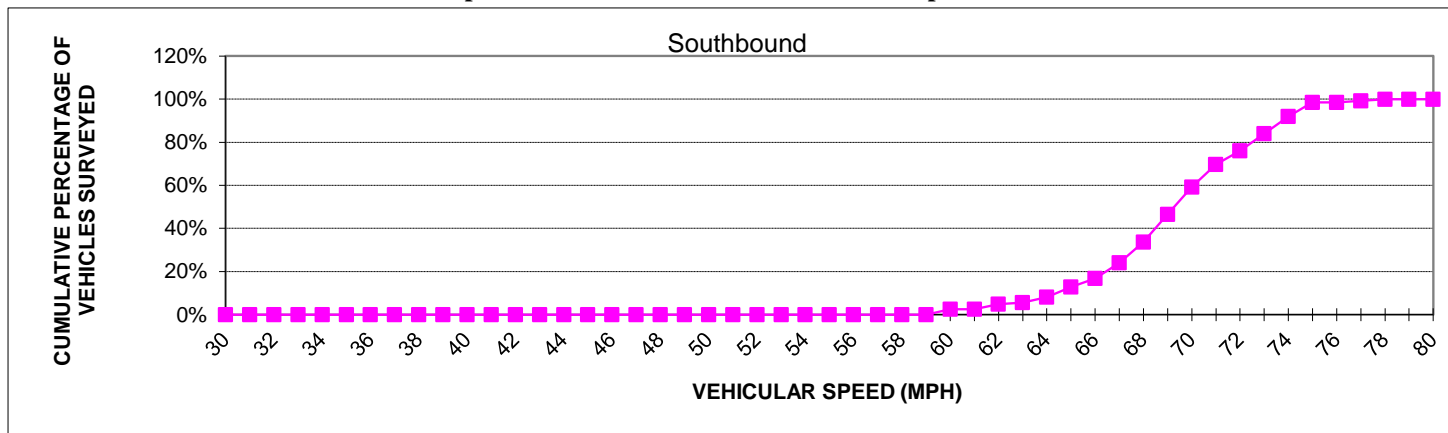 Southbound
CUMULATIVE PERCENTAGE OF
VEHICLES SURVEYED
120%
100%
80%
60%
40%
20%
0%
30 32 34 36 38 40 42 44 46 48 50 52 54 56 58 60 62 64 66 68 70 72 74 76 78 80
VEHICULAR SPEED (MPH)